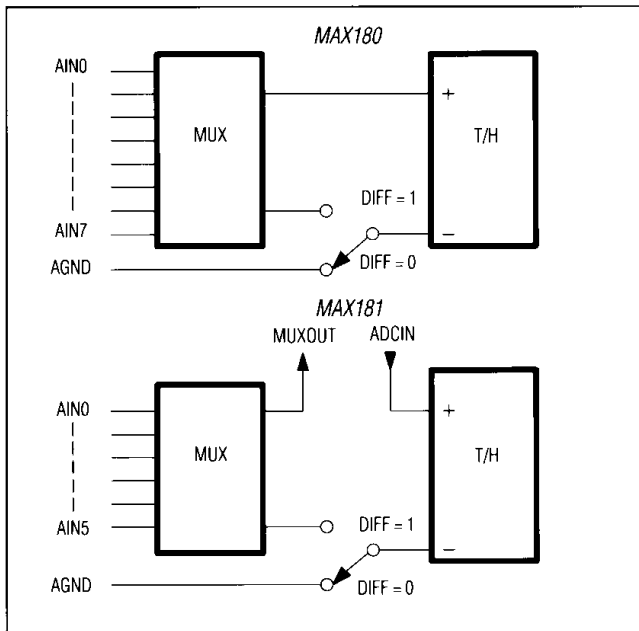 MAX180
AIN0
MUX
+
T/H
DIFF = 1
AIN7
−
AGND
DIFF = 0
MAX181
MUXOUT
ADCIN
AIN0
+
MUX
T/H
AIN5
DIFF = 1
−
AGND
DIFF = 0